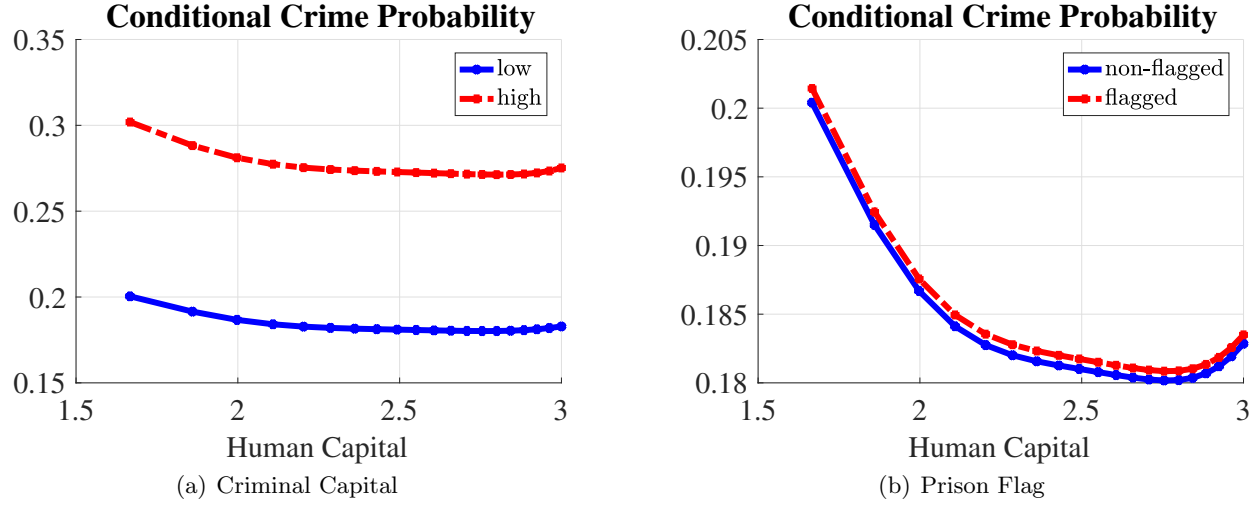 Conditional Crime Probability
0.35
0.3
0.25
0.2
0.15
low
high
1.5
2
2.5
3
Human Capital
(a) Criminal Capital
Conditional Crime Probability
0.205
0.2
0.195
0.19
0.185
0.18
non-flagged
flagged
1.5
2
2.5
3
Human Capital
(b) Prison Flag